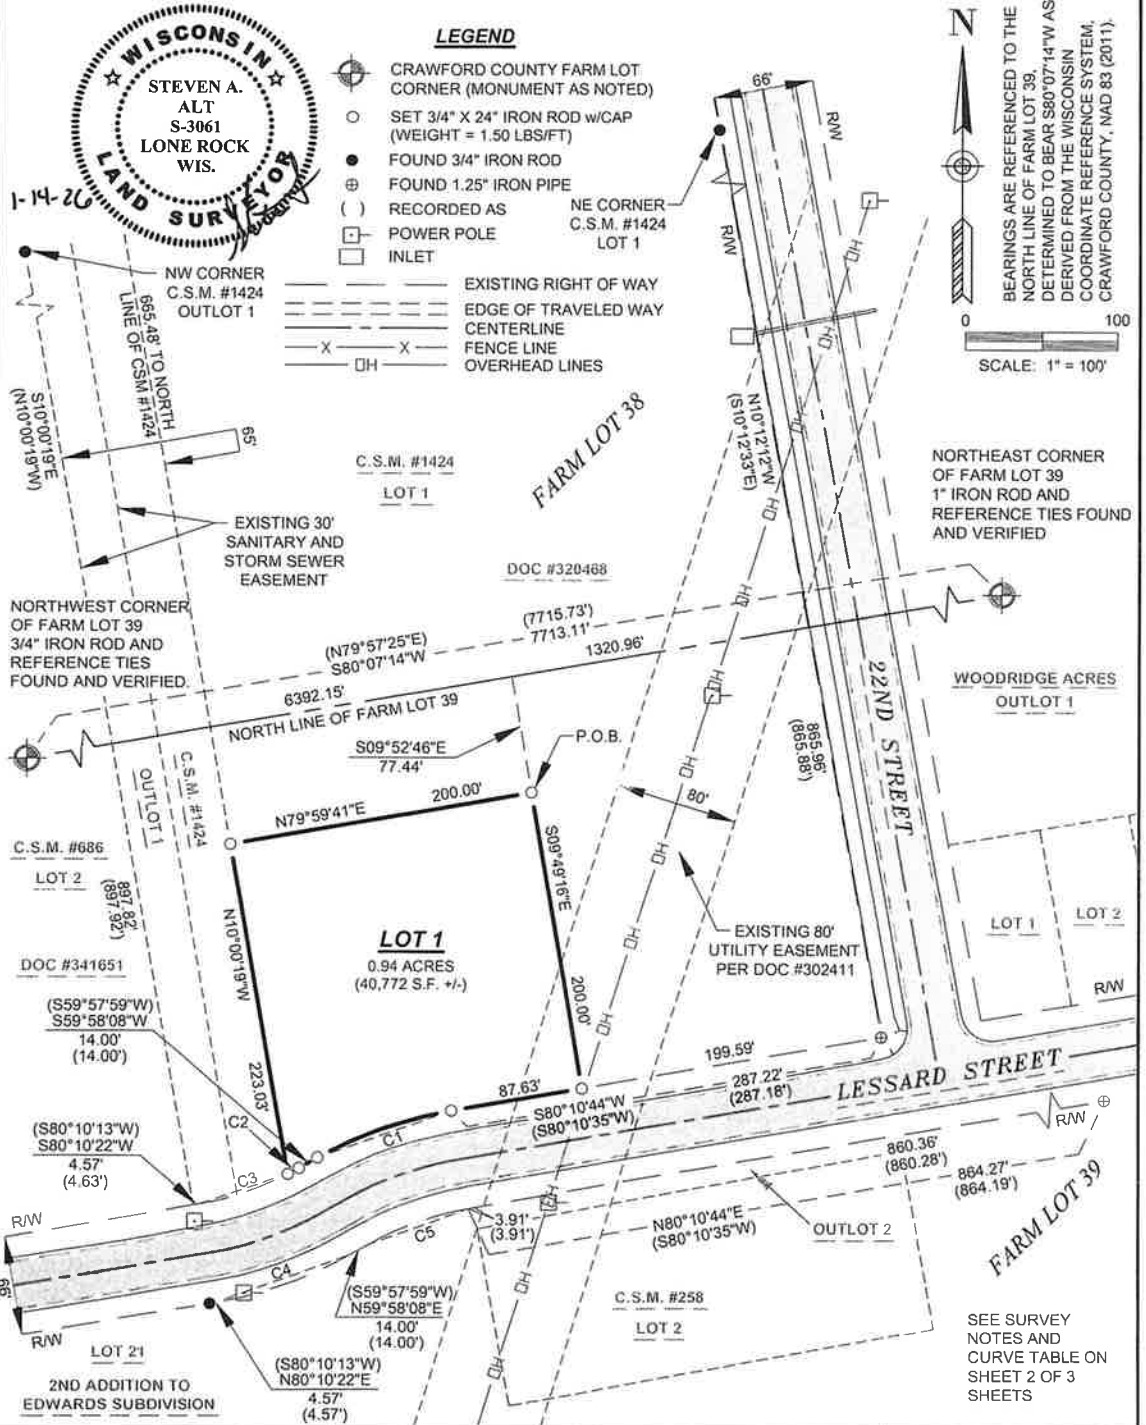 WISCONSIN
STEVEN A.
ALT
S-3061
LONE ROCK
WIS.
LAND SURVEYOR
1-14-26
LEGEND
CRAWFORD COUNTY FARM LOT
CORNER (MONUMENT AS NOTED)
SET 3/4" X 24" IRON ROD w/CAP
(WEIGHT = 1.50 LBS/FT)
FOUND 3/4" IRON ROD
FOUND 1.25" IRON PIPE
( ) RECORDED AS
POWER POLE
INLET
EXISTING RIGHT OF WAY
EDGE OF TRAVELED WAY
CENTERLINE
X X FENCE LINE
OH OVERHEAD LINES
NE CORNER
C.S.M. #1424
LOT 1
66'
R/W
R/W
N
BEARINGS ARE REFERENCED TO THE
NORTH LINE OF FARM LOT 39,
DETERMINED TO BEAR S80°07'14"W AS
DERIVED FROM THE WISCONSIN
COORDINATE REFERENCE SYSTEM,
CRAWFORD COUNTY, NAD 83 (2011).
0 100
SCALE: 1" = 100'
NW CORNER
C.S.M. #1424
OUTLOT 1
665.48' TO NORTH
LINE OF CSM #1424
S10°00'19"E
(N10°00'19"W)
65'
C.S.M. #1424
LOT 1
FARM LOT 38
N10°12'12"W
(S10°12'33"E)
OH
OH
OH
OH
OH
OH
OH
OH
OH
OH
OH
OH
OH
OH
NORTHEAST CORNER
OF FARM LOT 39
1" IRON ROD AND
REFERENCE TIES FOUND
AND VERIFIED
EXISTING 30'
SANITARY AND
STORM SEWER
EASEMENT
DOC #320468
NORTHWEST CORNER
OF FARM LOT 39
3/4" IRON ROD AND
REFERENCE TIES
FOUND AND VERIFIED.
(N79°57'25"E)
S80°07'14"W
(7715.73')
7713.11'
1320.96'
6392.15'
NORTH LINE OF FARM LOT 39
22ND STREET
865.96'
(865.88')
WOODRIDGE ACRES
OUTLOT 1
S09°52'46"E
77.44'
P.O.B.
OUTLOT 1
C.S.M. #1424
N79°59'41"E
200.00'
80'
C.S.M. #686
LOT 2
897.82'
(897.92')
N10°00'19"W
223.03'
S09°49'16"E
200.00'
LOT 1
0.94 ACRES
(40,772 S.F. +/-)
EXISTING 80'
UTILITY EASEMENT
PER DOC #302411
LOT 1
LOT 2
R/W
DOC #341651
(S59°57'59"W)
S59°58'08"W
14.00'
(14.00')
199.59'
287.22'
(287.18')
LESSARD STREET
87.63'
S80°10'44"W
(S80°10'35"W)
C1
C2
C3
(S80°10'13"W)
S80°10'22"W
4.57'
(4.63')
R/W
R/W
860.36'
(860.28')
864.27'
(864.19')
FARM LOT 39
3.91'
(3.91')
N80°10'44"E
(S80°10'35"W)
OUTLOT 2
C5
C4
66'
R/W
(S59°57'59"W)
N59°58'08"E
14.00'
(14.00')
C.S.M. #258
LOT 2
LOT 21
2ND ADDITION TO
EDWARDS SUBDIVISION
(S80°10'13"W)
N80°10'22"E
4.57'
(4.57')
SEE SURVEY
NOTES AND
CURVE TABLE ON
SHEET 2 OF 3
SHEETS